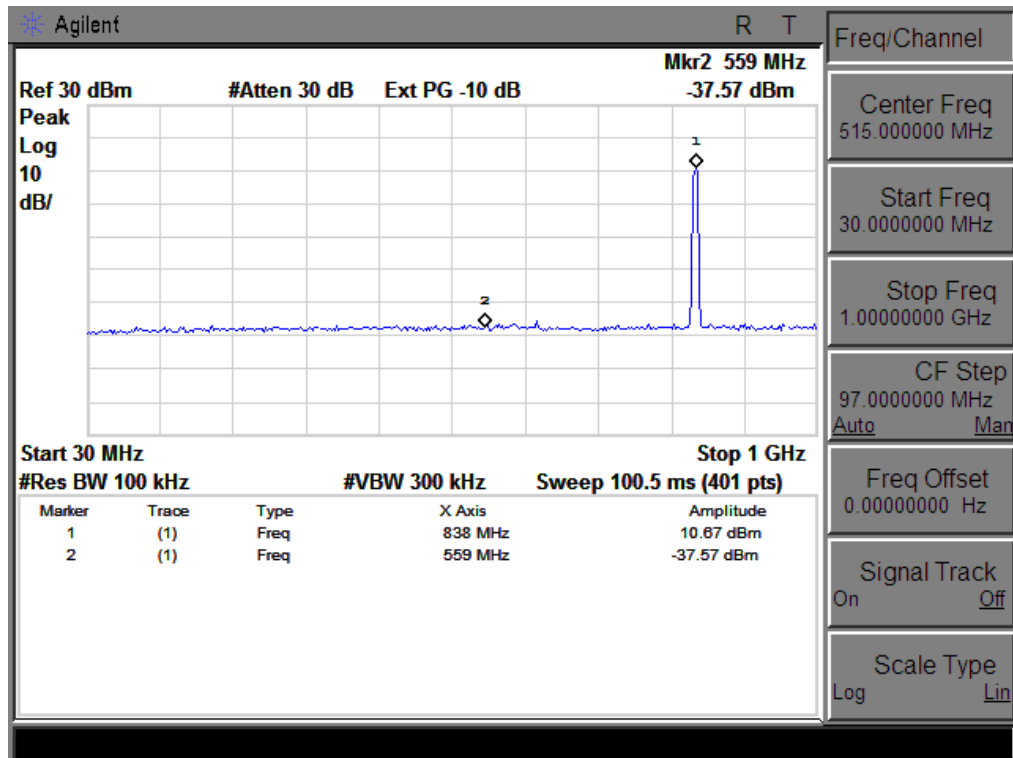 Agilent R T
Mkr2 559 MHz
Ref 30 dBm #Atten 30 dB Ext PG -10 dB -37.57 dBm
Peak
Log
10
dB/
1
2
Start 30 MHz Stop 1 GHz
#Res BW 100 kHz #VBW 300 kHz Sweep 100.5 ms (401 pts)
Marker Trace Type X Axis Amplitude
1 (1) Freq 838 MHz 10.67 dBm
2 (1) Freq 559 MHz -37.57 dBm
Freq/Channel
Center Freq
515.000000 MHz
Start Freq
30.0000000 MHz
Stop Freq
1.00000000 GHz
CF Step
97.0000000 MHz
Auto Man
Freq Offset
0.00000000 Hz
Signal Track
On Off
Scale Type
Log Lin